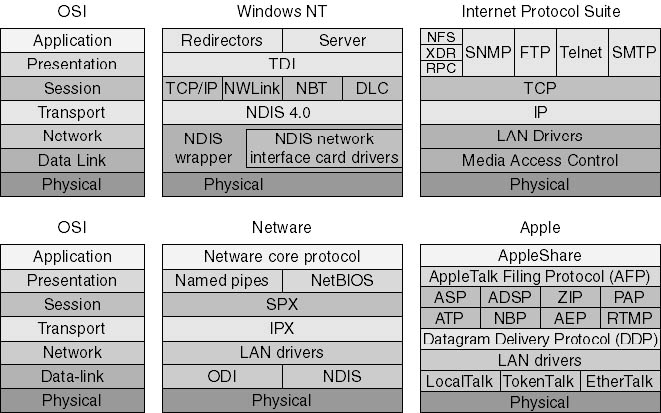 OSI
Application
Presentation
Session
Transport
Network
Data Link
Physical
Windows NT
Redirectors Server
TDI
TCP/IP NWLink NBT DLC
NDIS 4.0
NDIS wrapper
NDIS network
interface card drivers
Physical
Internet Protocol Suite
NFS
XDR
RPC
SNMP FTP Telnet SMTP
TCP
IP
LAN Drivers
Media Access Control
Physical
OSI
Application
Presentation
Session
Transport
Network
Data-link
Physical
Netware
Netware core protocol
Named pipes NetBIOS
SPX
IPX
LAN drivers
ODI NDIS
Physical
Apple
AppleShare
AppleTalk Filing Protocol (AFP)
ASP ADSP ZIP PAP
ATP NBP AEP RTMP
Datagram Delivery Protocol (DDP)
LAN drivers
LocalTalk TokenTalk EtherTalk
Physical